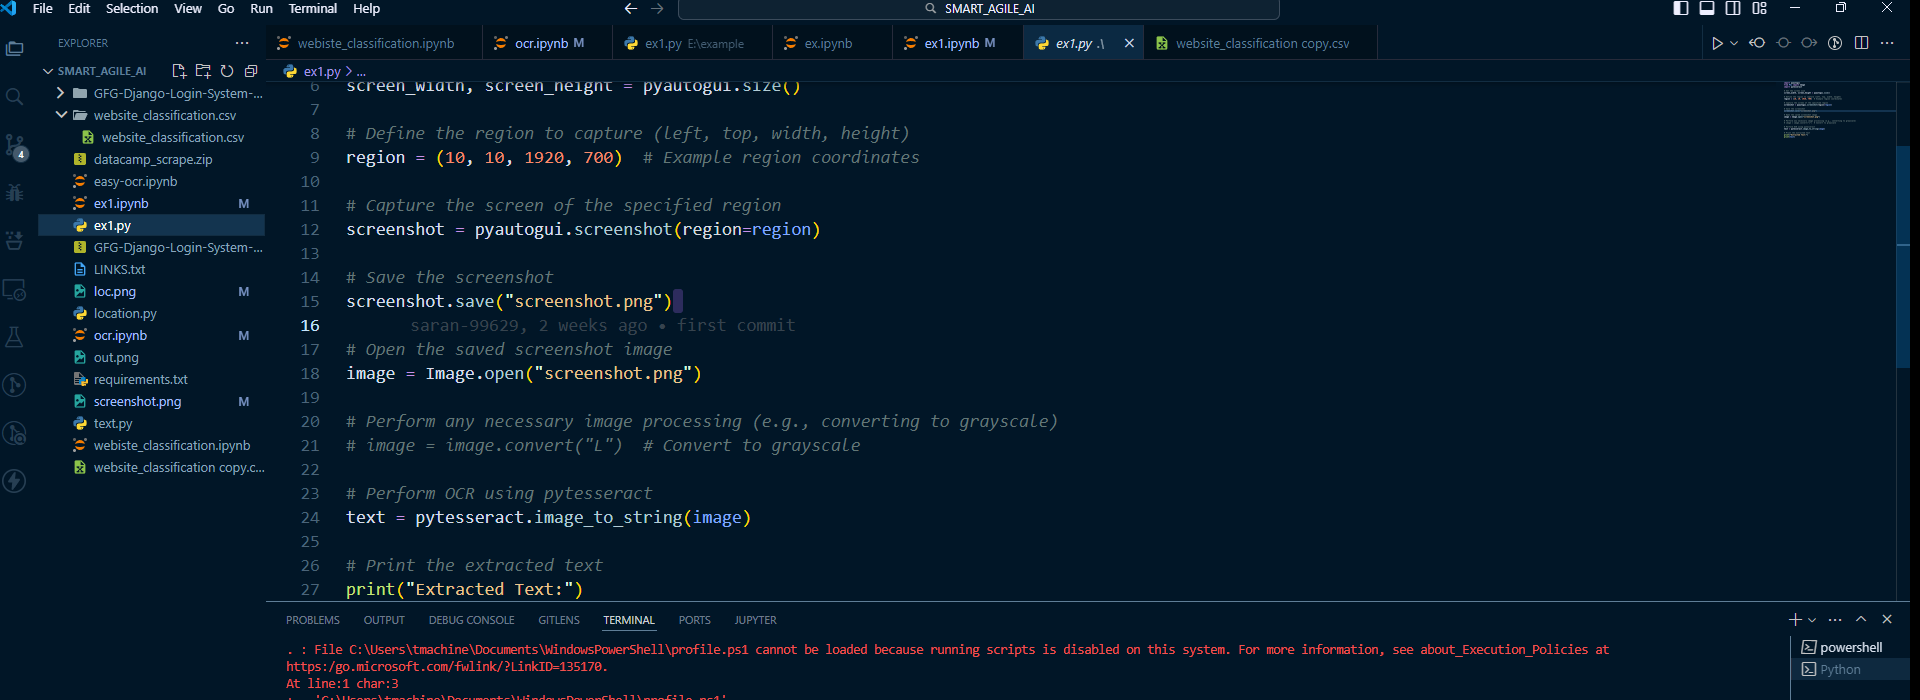 File Edit Selection View Go Run Terminal Help
SMART_AGILE_AI
EXPLORER
webiste_classification.ipynb
ocr.ipynb M
ex1.py E:\example
ex.ipynb
ex1.ipynb M
ex1.py .\
website_classification copy.csv
SMART_AGILE_AI
ex1.py > ...
GFG-Django-Login-System-...
website_classification.csv
website_classification.csv
datacamp_scrape.zip
easy-ocr.ipynb
ex1.ipynb M
ex1.py
GFG-Django-Login-System-...
LINKS.txt
loc.png M
location.py
ocr.ipynb M
out.png
requirements.txt
screenshot.png M
text.py
webiste_classification.ipynb
website_classification copy.c...
4
6 screen_width, screen_height = pyautogui.size()
7
8 # Define the region to capture (left, top, width, height)
9 region = (10, 10, 1920, 700)  # Example region coordinates
10
11 # Capture the screen of the specified region
12 screenshot = pyautogui.screenshot(region=region)
13
14 # Save the screenshot
15 screenshot.save("screenshot.png")
16 saran-99629, 2 weeks ago • first commit
17 # Open the saved screenshot image
18 image = Image.open("screenshot.png")
19
20 # Perform any necessary image processing (e.g., converting to grayscale)
21 # image = image.convert("L")  # Convert to grayscale
22
23 # Perform OCR using pytesseract
24 text = pytesseract.image_to_string(image)
25
26 # Print the extracted text
27 print("Extracted Text:")
PROBLEMS OUTPUT DEBUG CONSOLE GITLENS TERMINAL PORTS JUPYTER
. : File C:\Users\tmachine\Documents\WindowsPowerShell\profile.ps1 cannot be loaded because running scripts is disabled on this system. For more information, see about_Execution_Policies at
https:/go.microsoft.com/fwlink/?LinkID=135170.
At line:1 char:3
'C:\Users\tmachine\Documents\WindowsPowerShell\profile.ps1'
powershell
Python